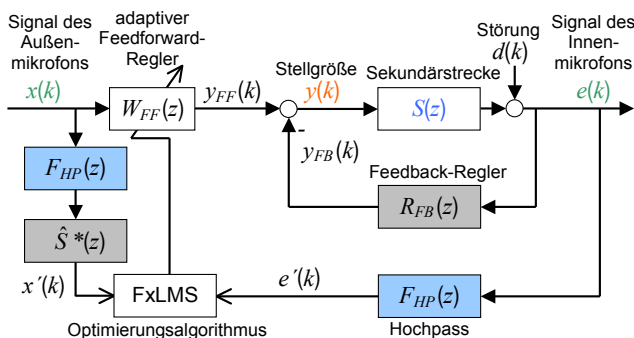 Signal des
Außen-
mikrofons
x(k)
adaptiver
Feedforward-
Regler
W_FF(z)
y_FF(k)
Stellgröße
y(k)
Sekundärstrecke
S(z)
Störung
d(k)
Signal des
Innen-
mikrofons
e(k)
-
y_FB(k)
Feedback-Regler
R_FB(z)
F_HP(z)
Ŝ*(z)
x´(k)
FxLMS
Optimierungsalgorithmus
e´(k)
F_HP(z)
Hochpass